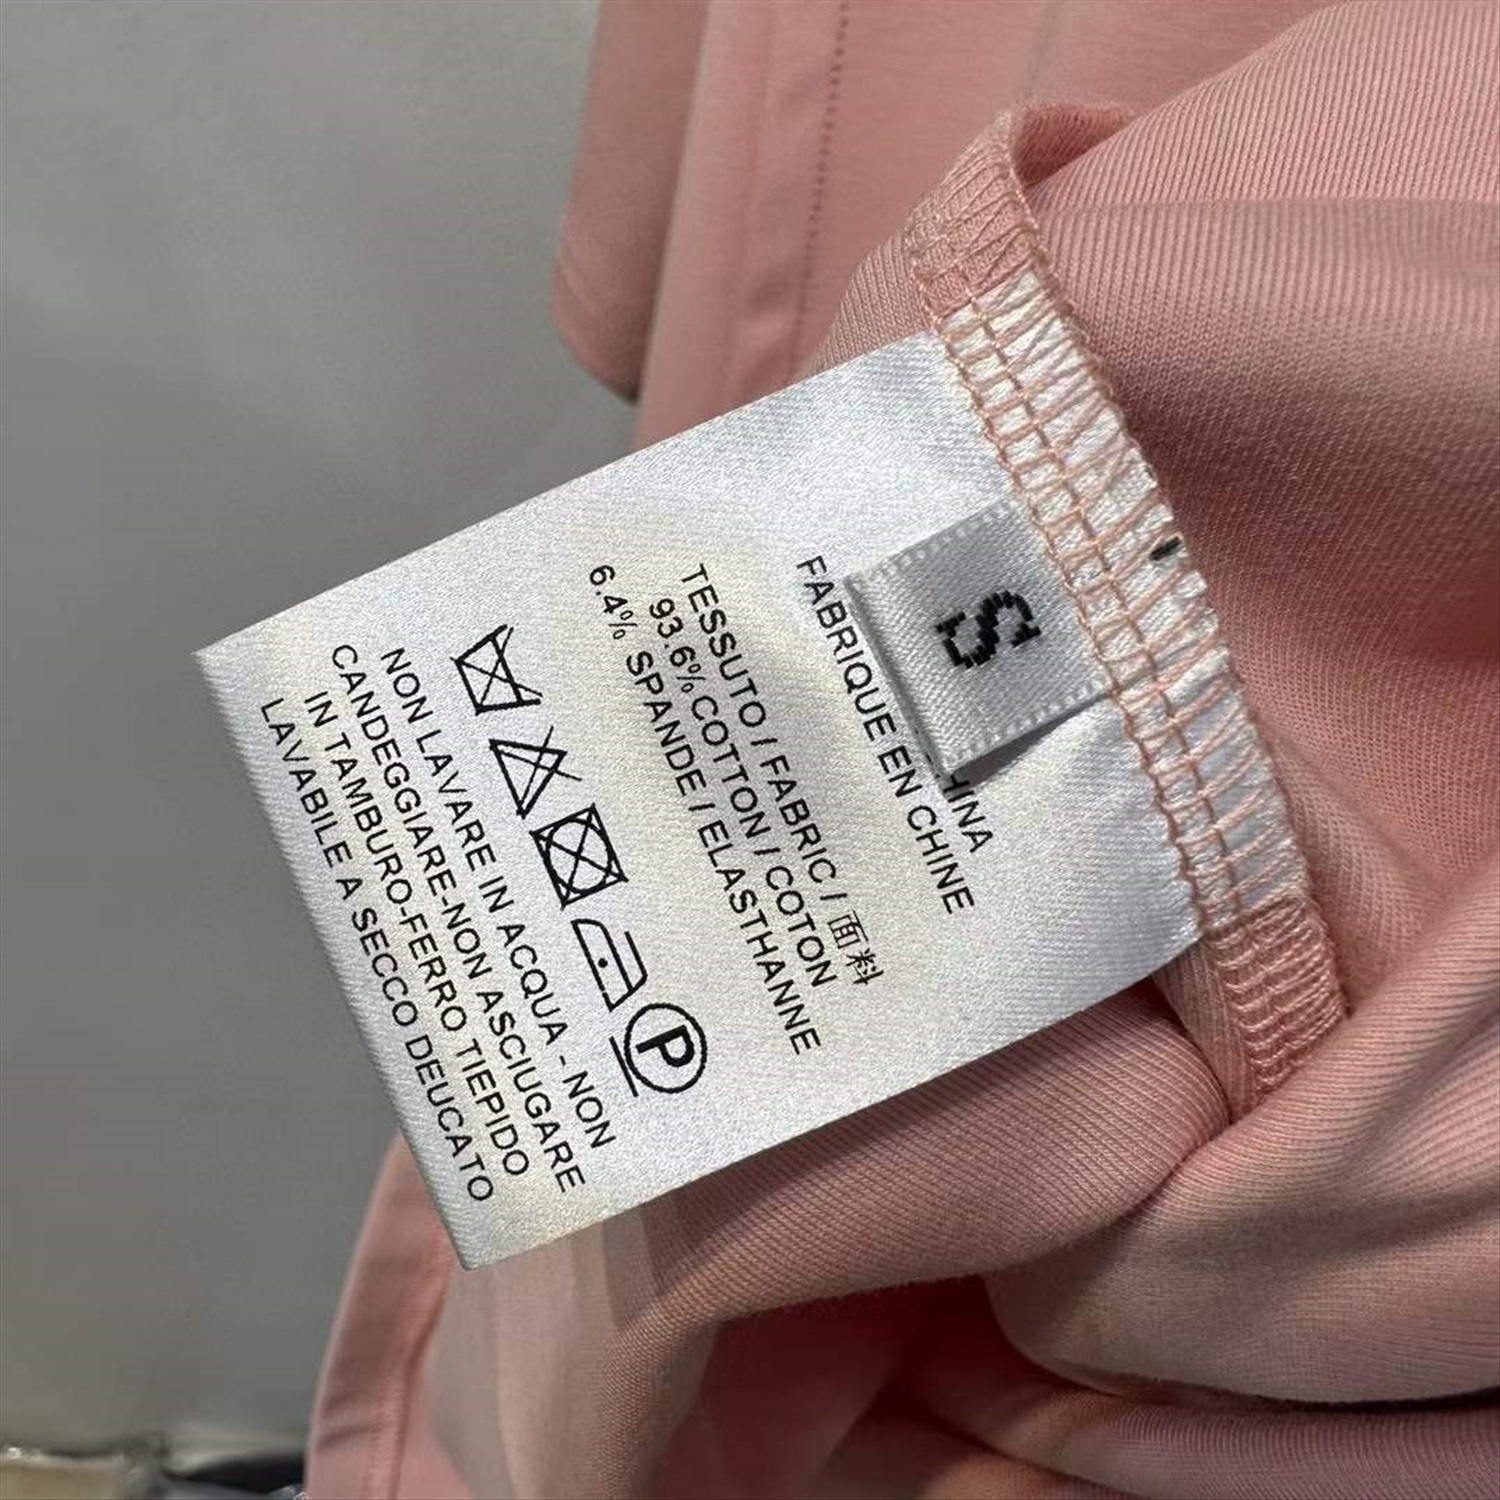 S
HINA
FABRIQUE EN CHINE
TESSUTO / FABRIC / 面料
93.6% COTTON / COTON
6.4% SPANDE / ELASTHANNE
P
NON LAVARE IN ACQUA - NON
CANDEGGIARE-NON ASCIUGARE
IN TAMBURO-FERRO TIEPIDO
LAVABILE A SECCO DEUCATO